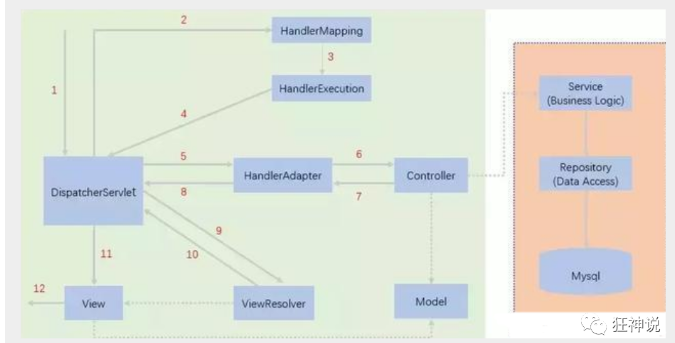 2
HandlerMapping
3
HandlerExecution
1
4
Service
(Business Logic)
5
6
DispatcherServlet
HandlerAdapter
Controller
8
7
Repository
(Data Access)
9
10
11
12
View
ViewResolver
Model
Mysql
狂神说